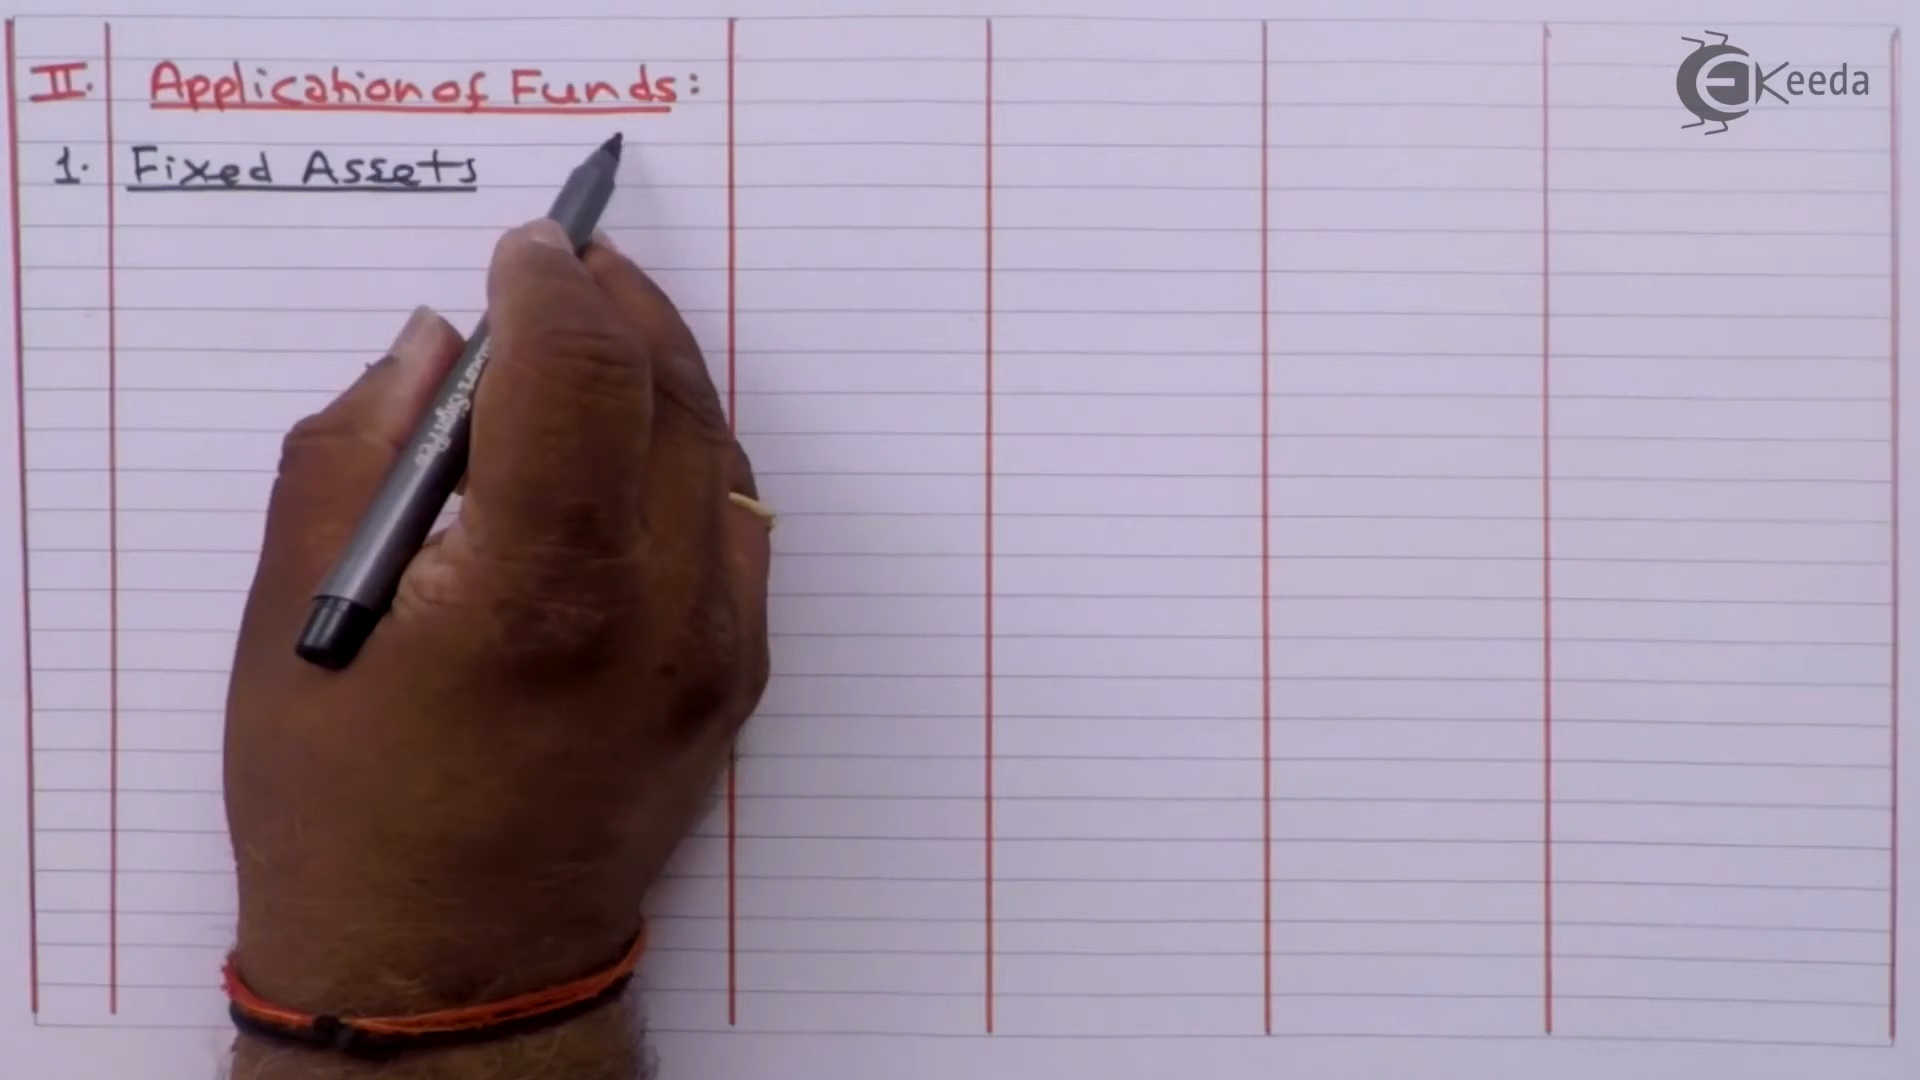 II. Application of Funds:
1. Fixed Assets
Keeda